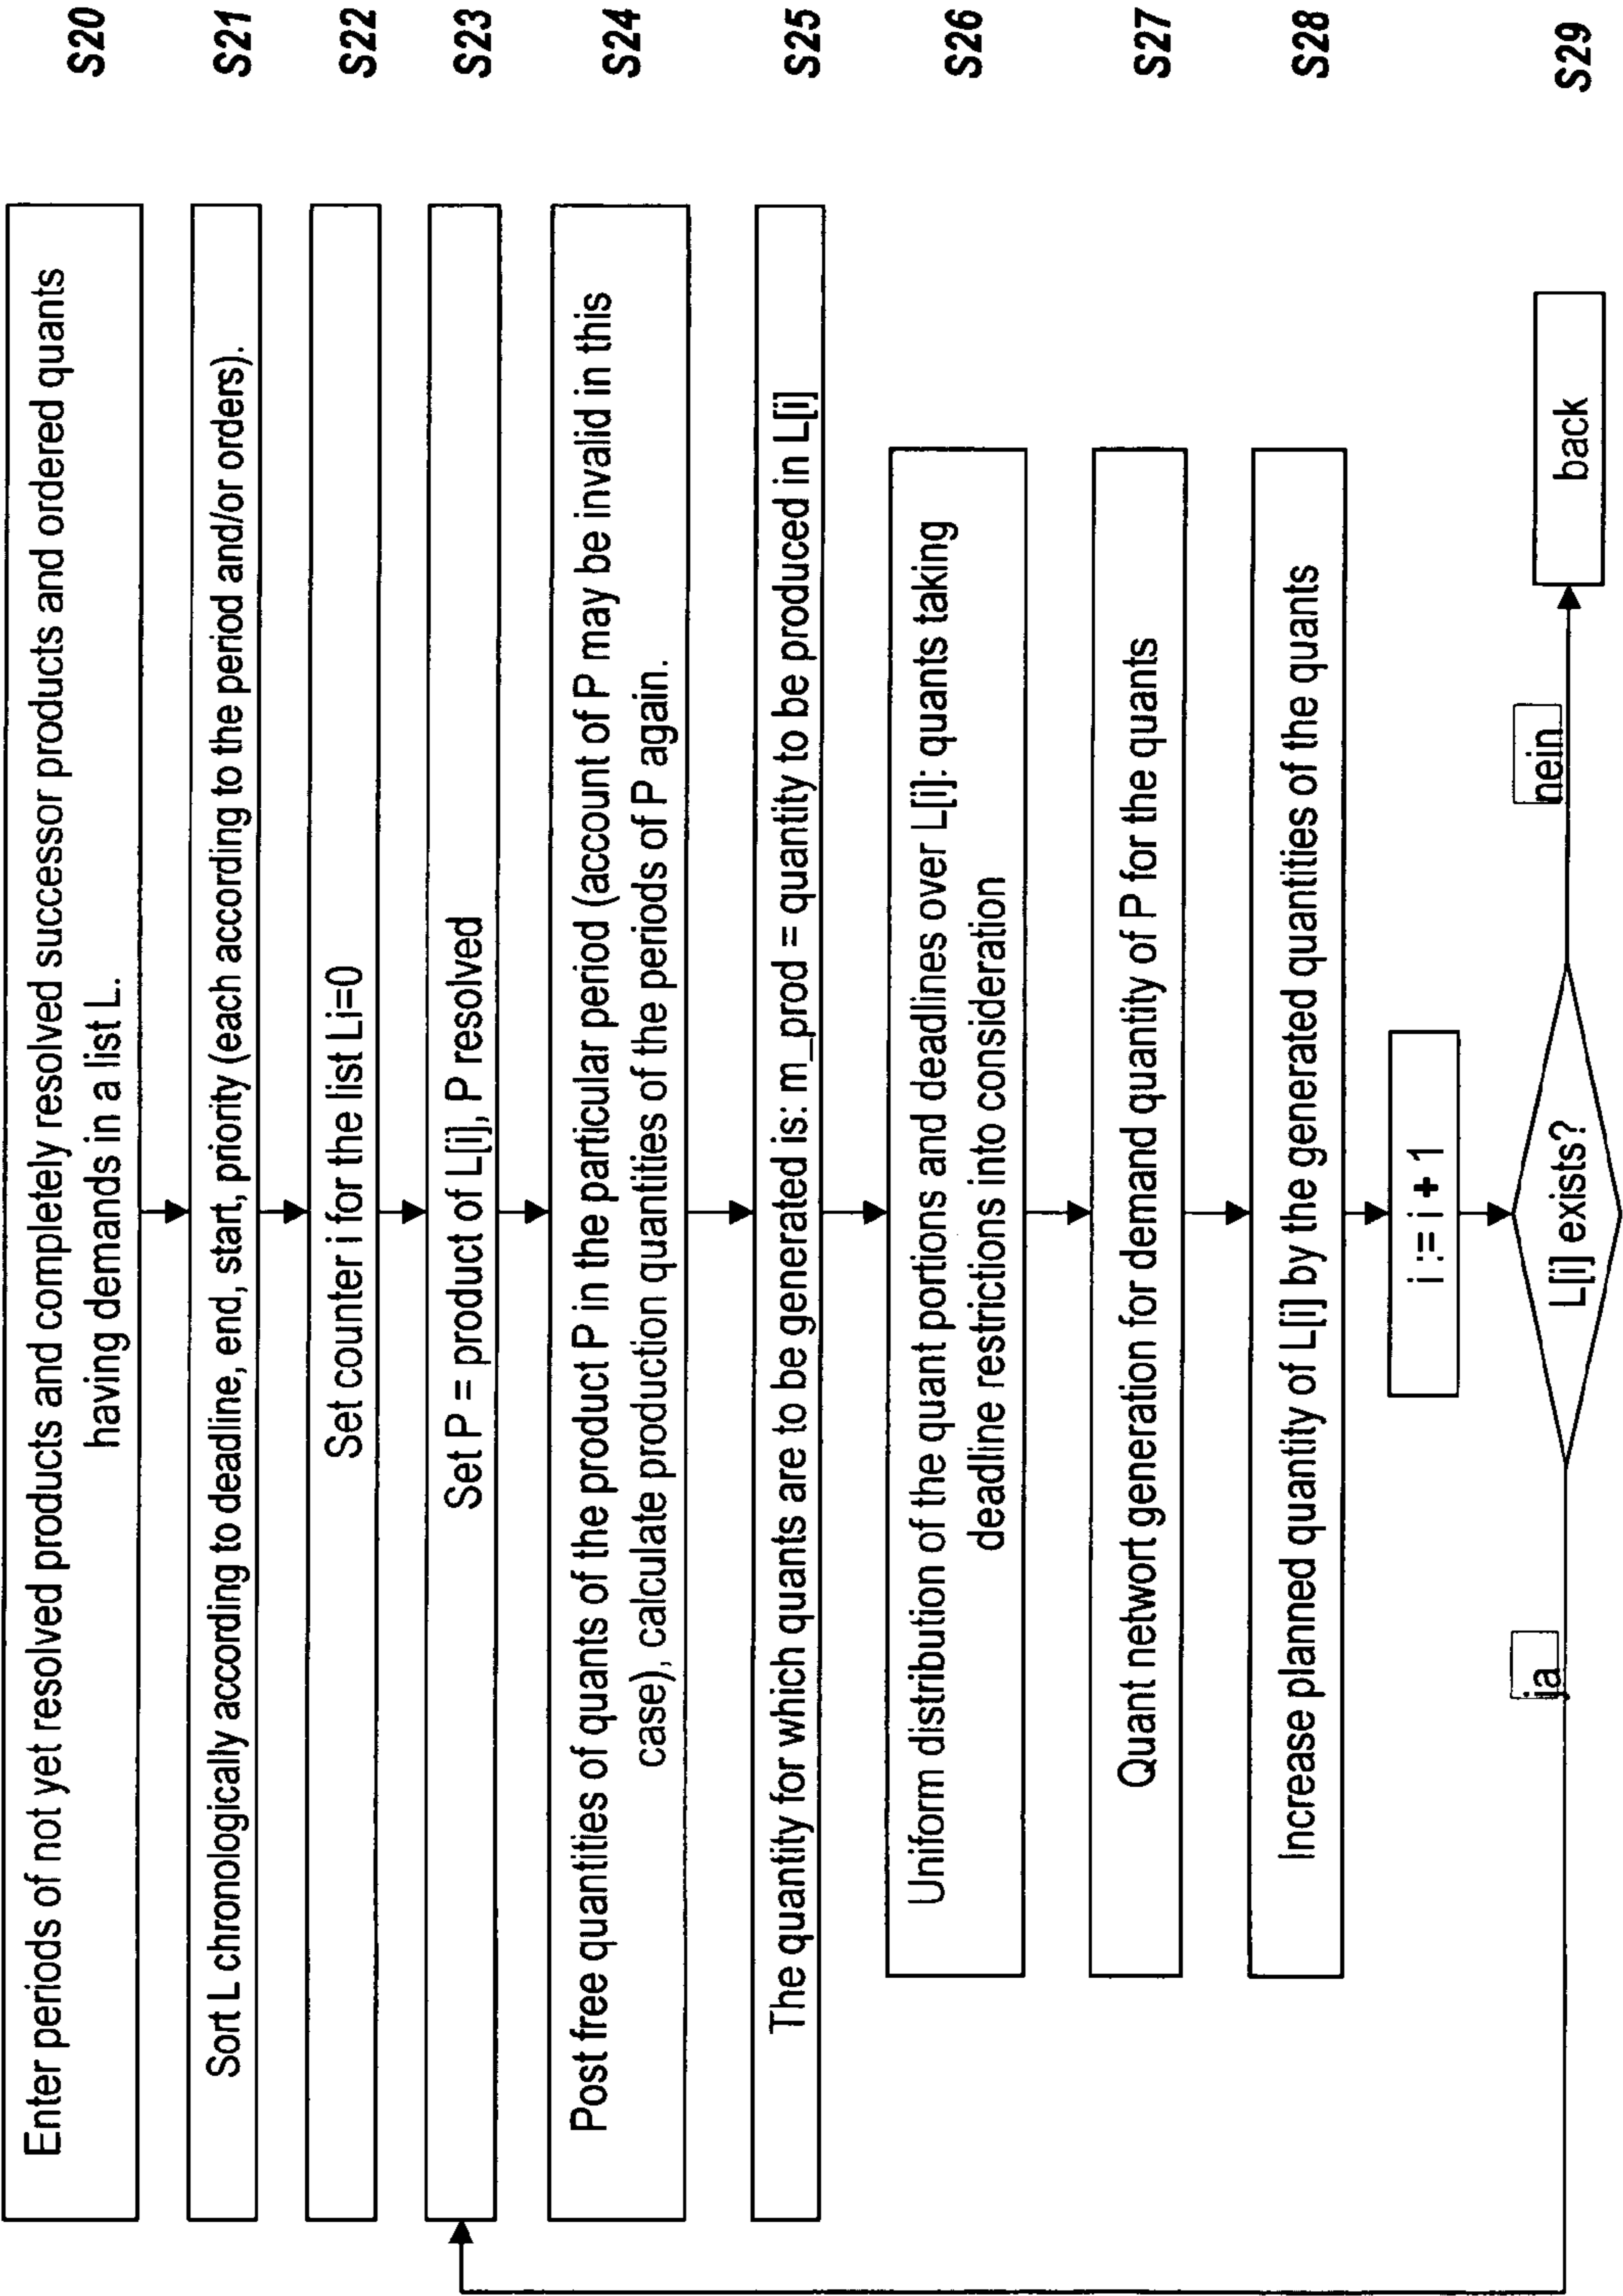 Enter periods of not yet resolved products and completely resolved successor products and ordered quants
having demands in a list L.
S20
Sort L chronologically according to deadline, end, start, priority (each according to the period and/or orders).
S21
Set counter i for the list Li=0
S22
Set P = product of L[i], P resolved
S23
Post free quantities of quants of the product P in the particular period (account of P may be invalid in this
case), calculate production quantities of the periods of P again.
S24
The quantity for which quants are to be generated is: m_prod = quantity to be produced in L[i]
S25
Uniform distribution of the quant portions and deadlines over L[i]: quants taking
deadline restrictions into consideration
S26
Quant networt generation for demand quantity of P for the quants
S27
Increase planned quantity of L[i] by the generated quantities of the quants
S28
i := i + 1
ja
L[i] exists?
nein
back
S29